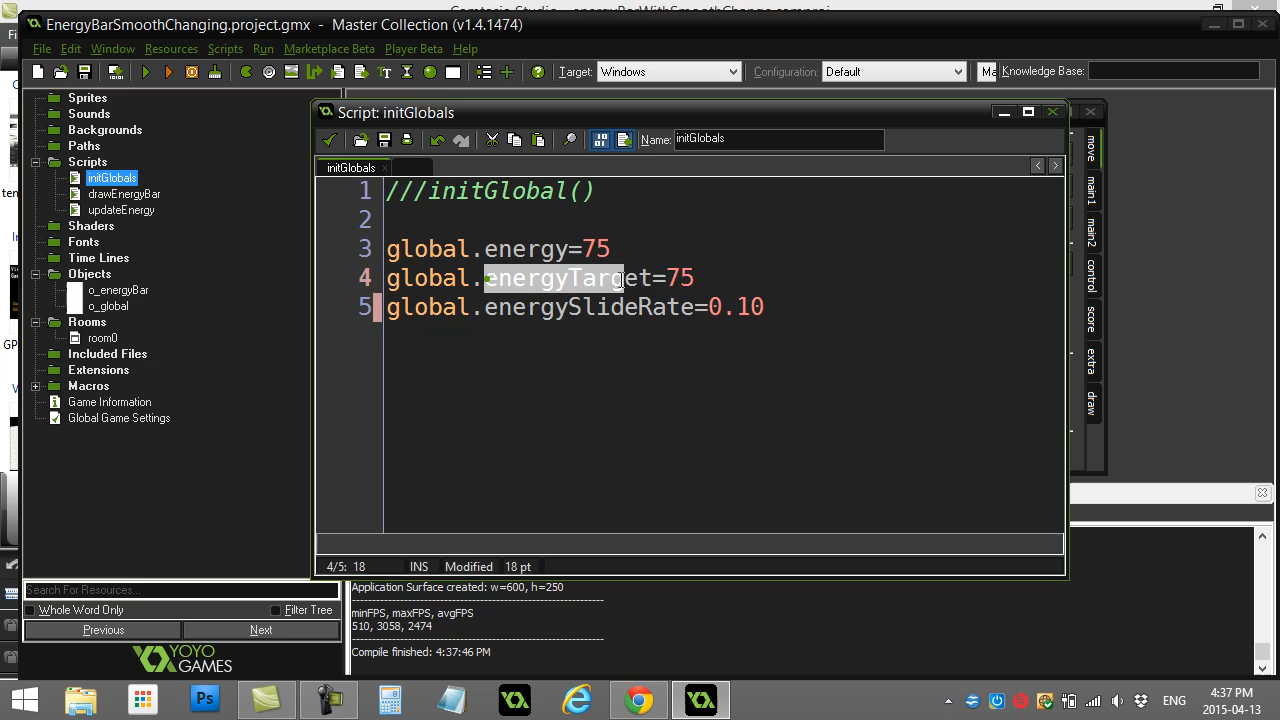 EnergyBarSmoothChanging.project.gmx - Master Collection (v1.4.1474)
File Edit Window Resources Scripts Run Marketplace Beta Player Beta Help
Target: Windows Configuration: Default Ma Knowledge Base:
Sprites
Sounds
Backgrounds
Paths
Scripts
initGlobals
drawEnergyBar
updateEnergy
Shaders
Fonts
Time Lines
Objects
o_energyBar
o_global
Rooms
room0
Included Files
Extensions
Macros
Game Information
Global Game Settings
Search For Resources...
Whole Word Only Filter Tree
Previous Next
YOYO
GAMES
Script: initGlobals
Name: initGlobals
initGlobals
1 ///initGlobal()
2
3 global.energy=75
4 global.energyTarget=75
5 global.energySlideRate=0.10
4/5: 18 INS Modified 18 pt
move
main1
main2
control
score
extra
draw
Application Surface created: w=600, h=250
minFPS, maxFPS, avgFPS
510, 3058, 2474
Compile finished: 4:37:46 PM
Ps
ENG
4:37 PM
2015-04-13